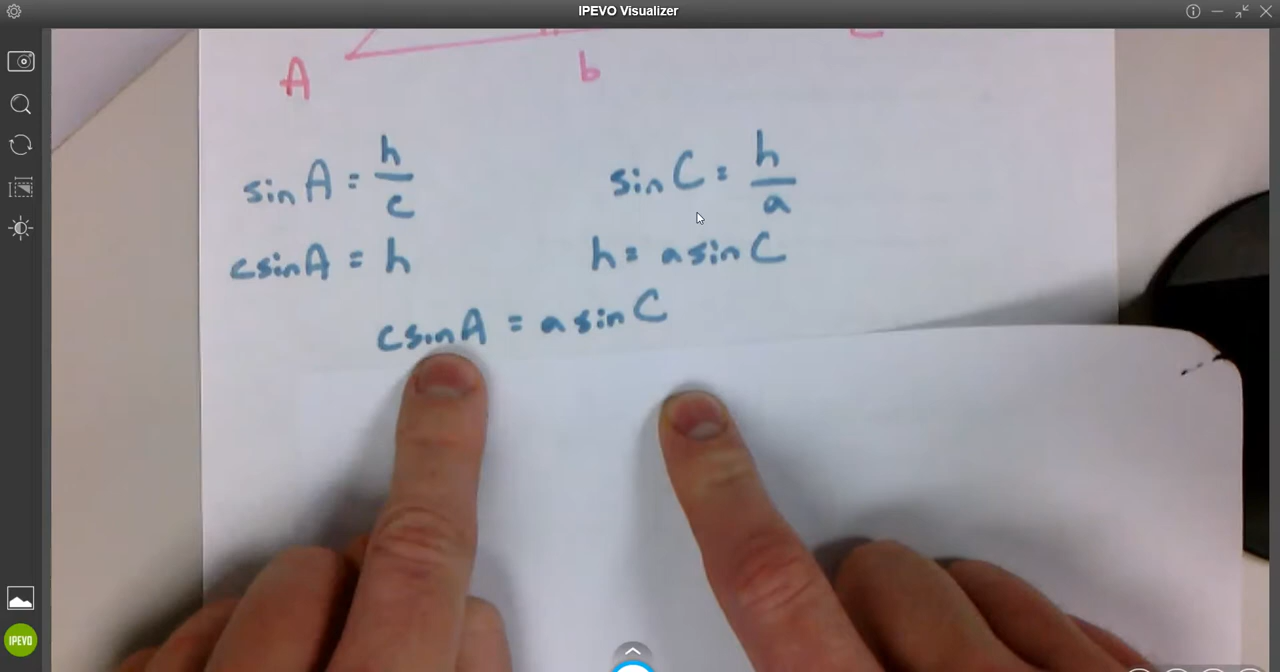 IPEVO Visualizer
A b
sin A = h/c
sin C = h/a
c sin A = h
h = a sin C
c sin A = a sin C
IPEVO